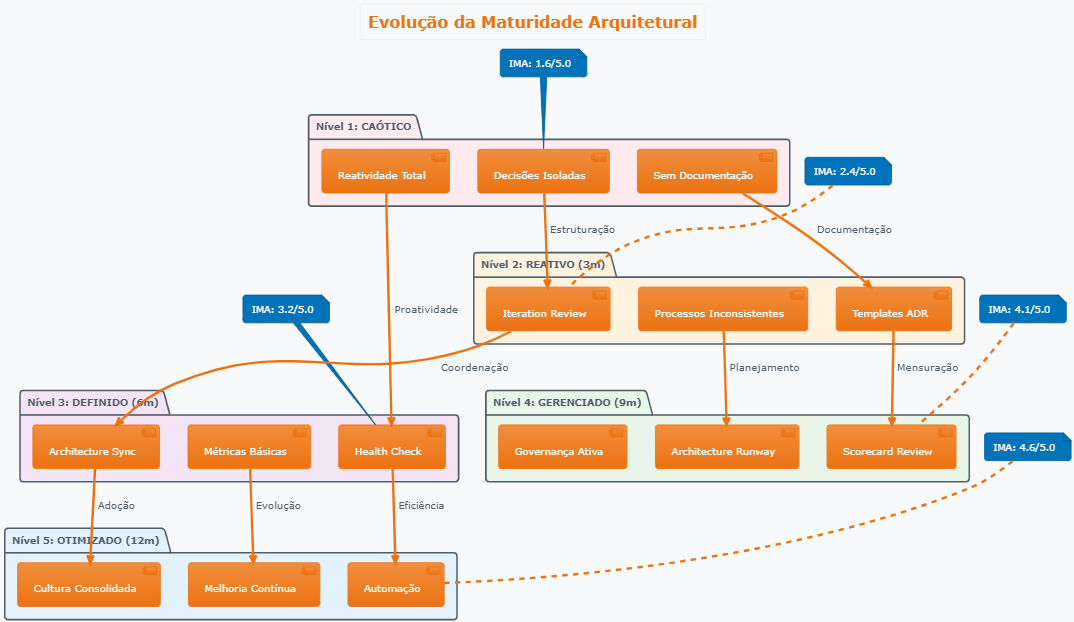 Evolução da Maturidade Arquitetural
IMA: 1.6/5.0
Nível 1: CAÓTICO
Reatividade Total
Decisões Isoladas
Sem Documentação
IMA: 2.4/5.0
Estruturação
Documentação
Nível 2: REATIVO (3m)
Iteration Review
Processos Inconsistentes
Templates ADR
IMA: 3.2/5.0
Proatividade
IMA: 4.1/5.0
Coordenação
Planejamento
Mensuração
Nível 3: DEFINIDO (6m)
Architecture Sync
Métricas Básicas
Health Check
Nível 4: GERENCIADO (9m)
Governança Ativa
Architecture Runway
Scorecard Review
IMA: 4.6/5.0
Adoção
Evolução
Eficiência
Nível 5: OTIMIZADO (12m)
Cultura Consolidada
Melhoria Contínua
Automação